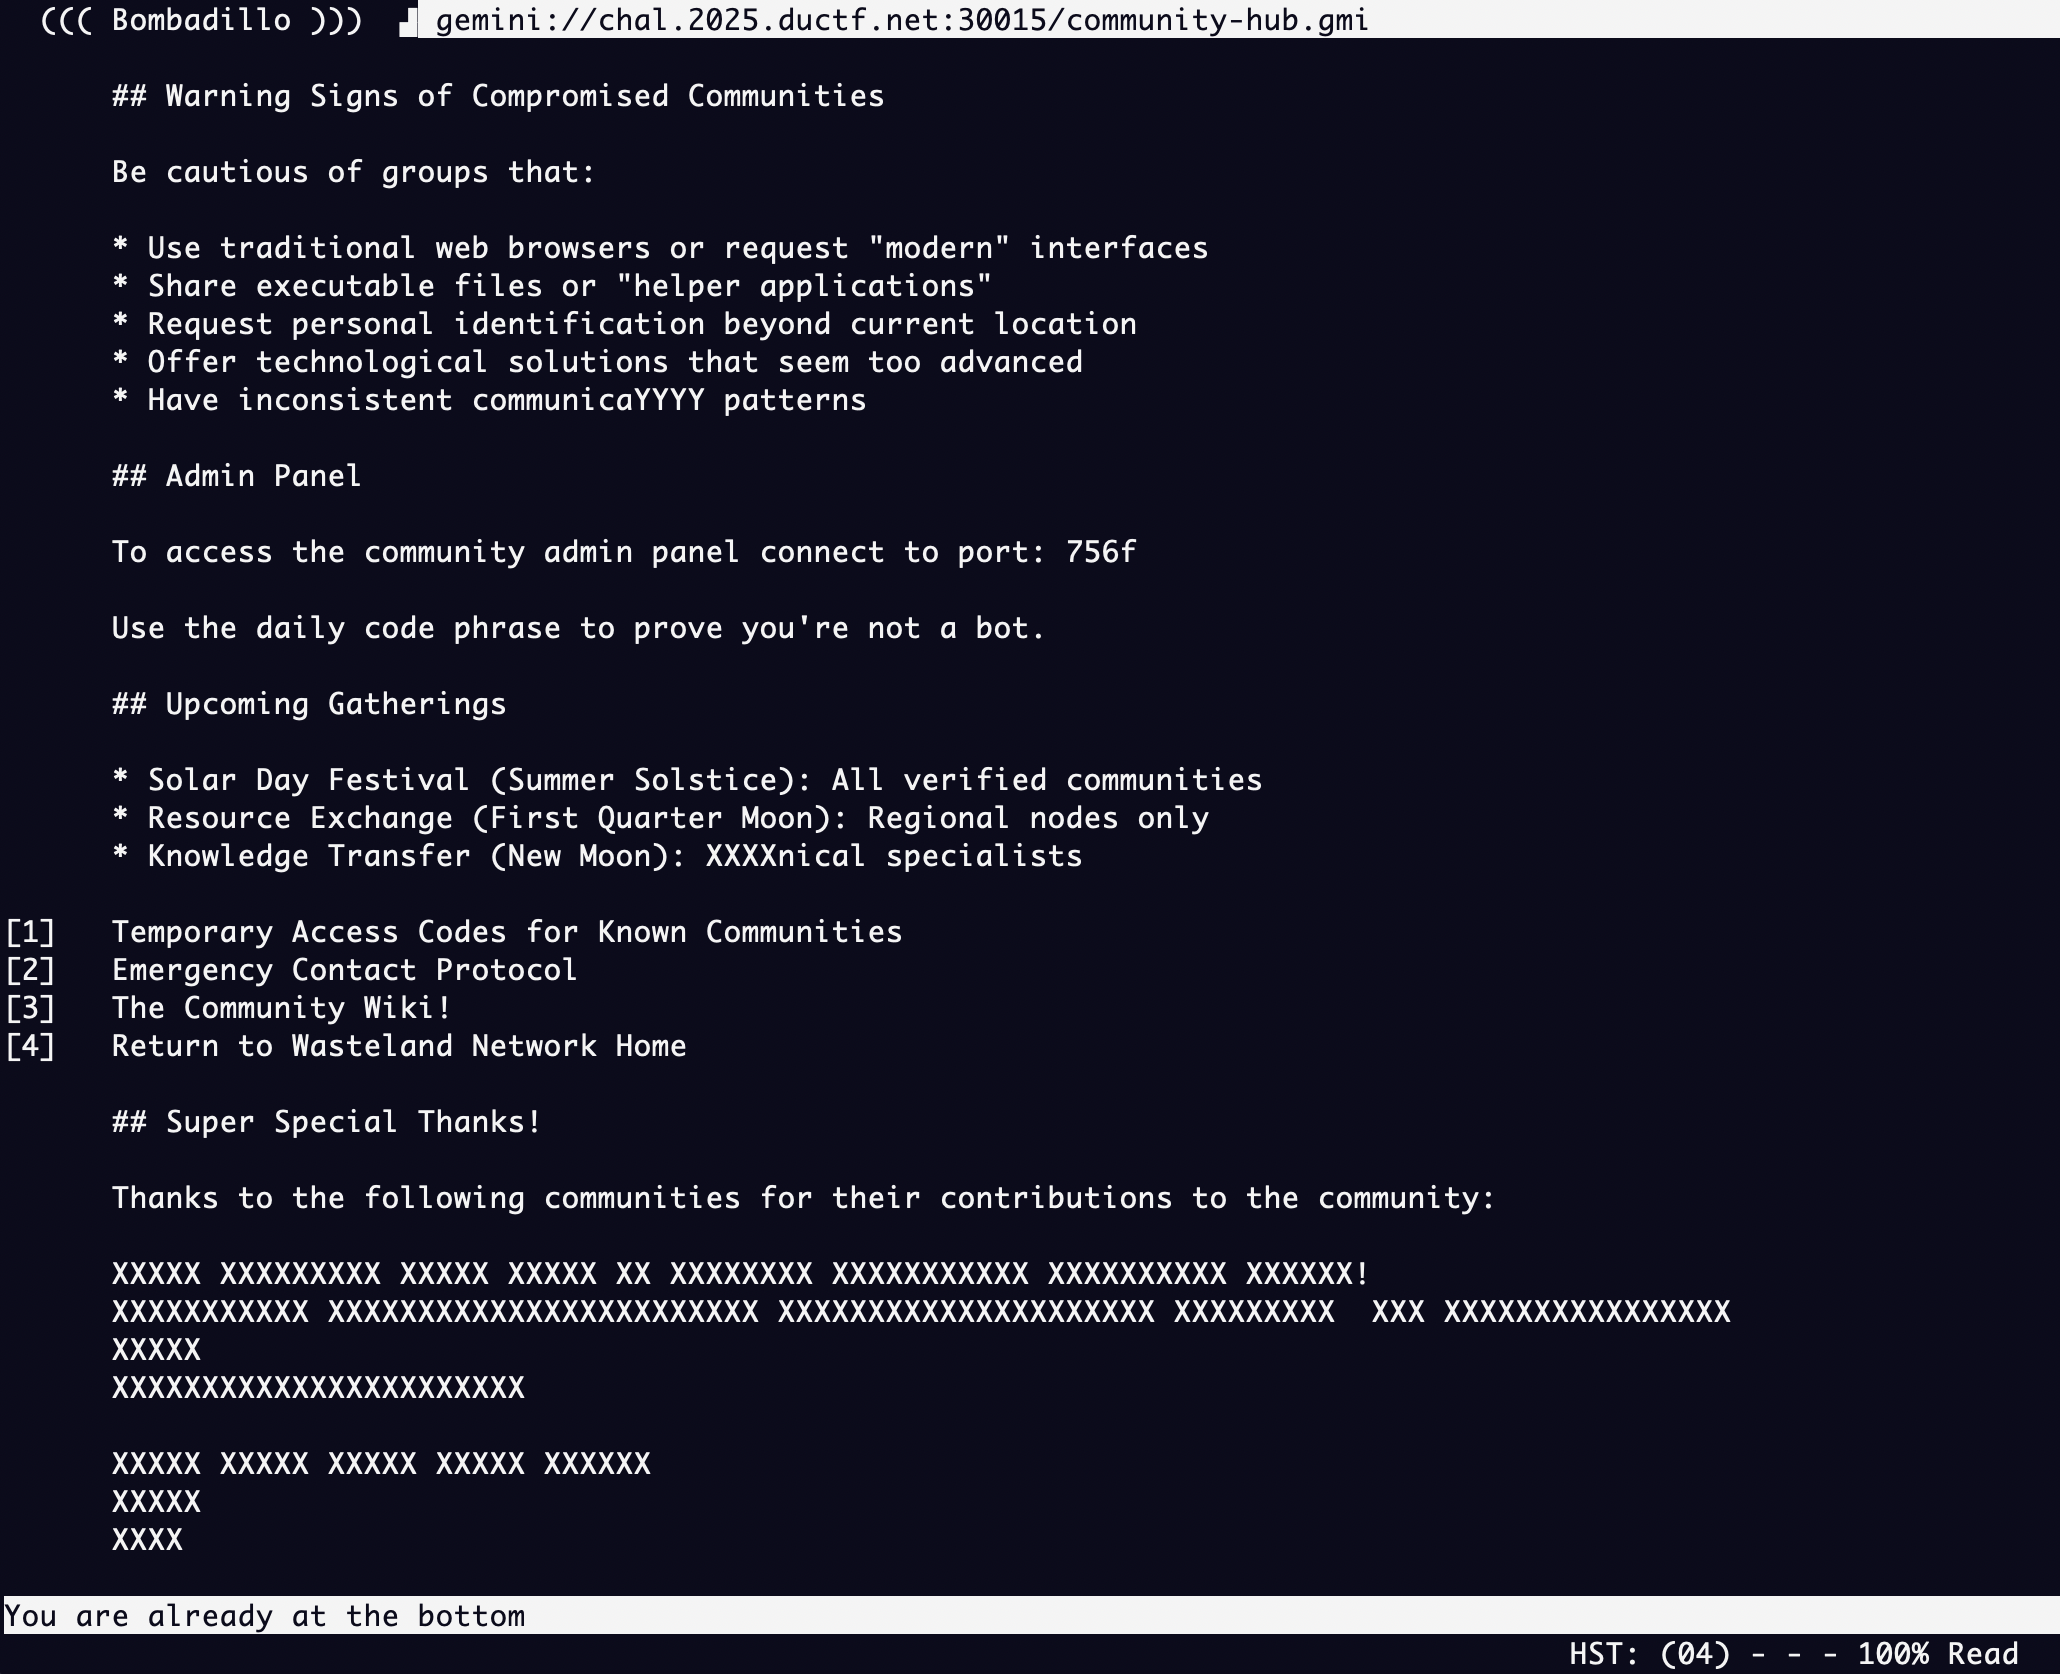 ((( Bombadillo ))) gemini://chal.2025.ductf.net:30015/community-hub.gmi
## Warning Signs of Compromised Communities
Be cautious of groups that:
* Use traditional web browsers or request "modern" interfaces
* Share executable files or "helper applications"
* Request personal identification beyond current location
* Offer technological solutions that seem too advanced
* Have inconsistent communicaYYYY patterns
## Admin Panel
To access the community admin panel connect to port: 756f
Use the daily code phrase to prove you're not a bot.
## Upcoming Gatherings
* Solar Day Festival (Summer Solstice): All verified communities
* Resource Exchange (First Quarter Moon): Regional nodes only
* Knowledge Transfer (New Moon): XXXXnical specialists
[1] Temporary Access Codes for Known Communities
[2] Emergency Contact Protocol
[3] The Community Wiki!
[4] Return to Wasteland Network Home
## Super Special Thanks!
Thanks to the following communities for their contributions to the community:
XXXXX XXXXXXXXX XXXXX XXXXX XX XXXXXXXX XXXXXXXXXXX XXXXXXXXXX XXXXXX!
XXXXXXXXXXX XXXXXXXXXXXXXXXXXXXXXXXX XXXXXXXXXXXXXXXXXXXXX XXXXXXXXX  XXX XXXXXXXXXXXXXXXX
XXXXX
XXXXXXXXXXXXXXXXXXXXXXX
XXXXX XXXXX XXXXX XXXXX XXXXXX
XXXXX
XXXX
You are already at the bottom
HST: (04) - - - 100% Read